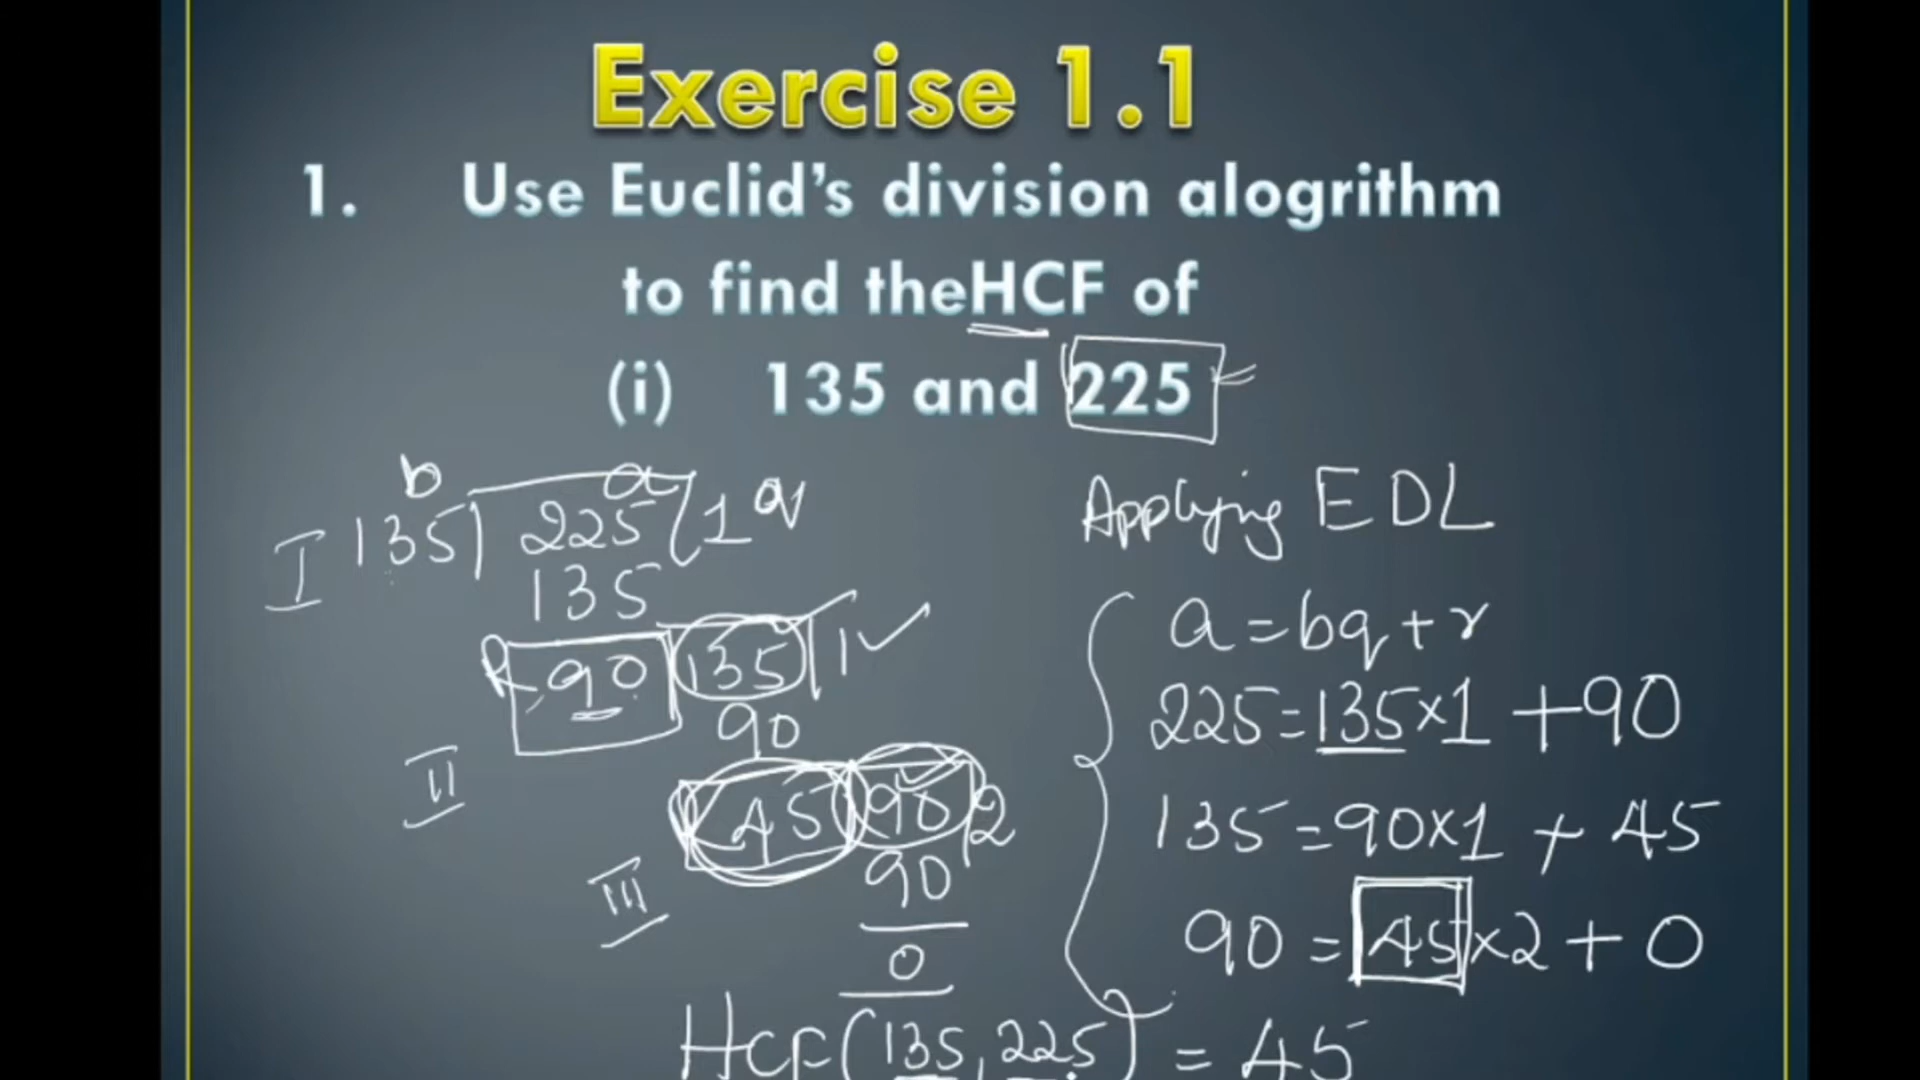 Exercise 1.1
1. Use Euclid's division alogrithm
to find theHCF of
(i) 135 and 225
b a
I 135) 225 (1 q
135
R 90) 135 (1
90
II 45) 90 (2
III 90
0
Applying EDL
a=bq+r
225=135×1+90
135=90×1+45
90=45×2+0
HCF(135,225)=45